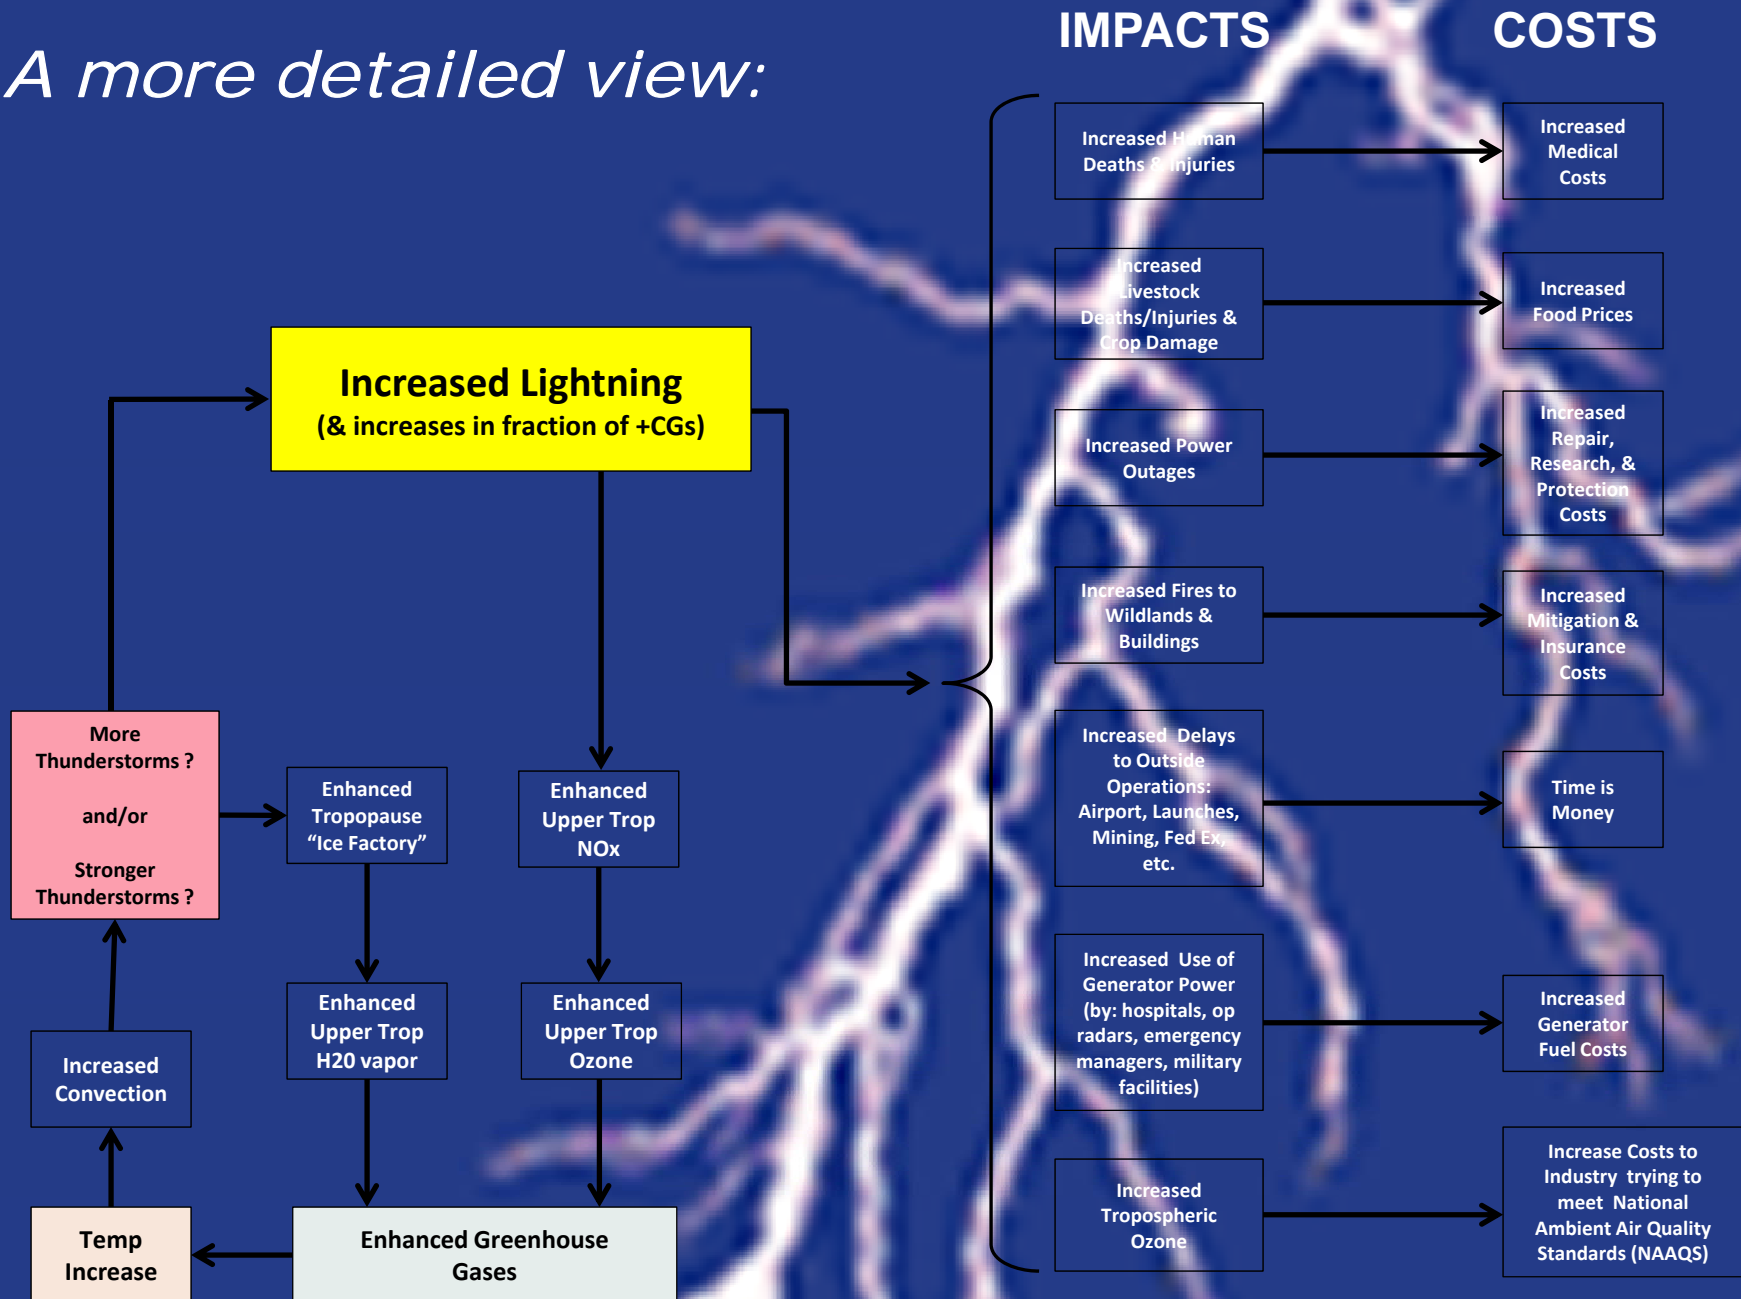 A more detailed view:
IMPACTS
COSTS
Increased Human
Deaths & Injuries
Increased
Medical
Costs
Increased
Livestock
Deaths/Injuries &
Crop Damage
Increased
Food Prices
Increased Lightning
(& increases in fraction of +CGs)
Increased Power
Outages
Increased
Repair,
Research, &
Protection
Costs
Increased Fires to
Wildlands &
Buildings
Increased
Mitigation &
Insurance
Costs
More
Thunderstorms ?
and/or
Stronger
Thunderstorms ?
Enhanced
Tropopause
“Ice Factory”
Enhanced
Upper Trop
NOx
Increased Delays
to Outside
Operations:
Airport, Launches,
Mining, Fed Ex,
etc.
Time is
Money
Enhanced
Upper Trop
H20 vapor
Enhanced
Upper Trop
Ozone
Increased Use of
Generator Power
(by: hospitals, op
radars, emergency
managers, military
facilities)
Increased
Generator
Fuel Costs
Increased
Convection
Increased
Tropospheric
Ozone
Increase Costs to
Industry trying to
meet National
Ambient Air Quality
Standards (NAAQS)
Temp
Increase
Enhanced Greenhouse
Gases